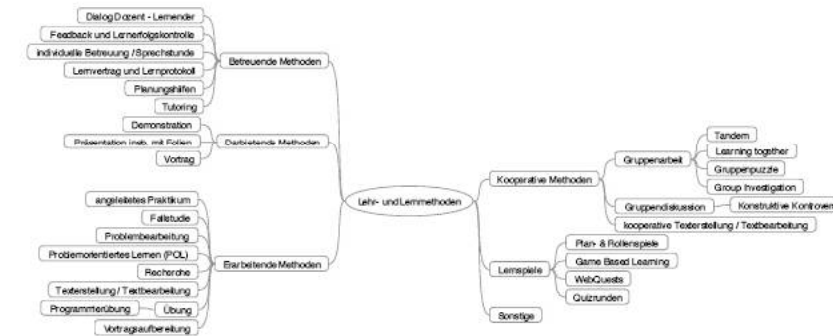 Dialog Dozent - Lernender
Feedback und Lernerfolgskontrolle
individuelle Betreuung / Sprechstunde
Lernvertrag und Lernprotokoll
Planungshilfen
Tutoring
Betreuende Methoden
Demonstration
Präsentation insb. mit Folien
Vortrag
Darbietende Methoden
angeleitetes Praktikum
Fallstudie
Problembearbeitung
Problemorientiertes Lernen (POL)
Recherche
Texterstellung / Textbearbeitung
Programmierübung
Übung
Vortragsaufbereitung
Erarbeitende Methoden
Lehr- und Lernmethoden
Kooperative Methoden
Gruppenarbeit
Tandem
Learning together
Gruppenpuzzle
Group Investigation
Gruppendiskussion
Konstruktive Kontrovers
kooperative Texterstellung / Textbearbeitung
Lernspiele
Plan- & Rollenspiele
Game Based Learning
WebQuests
Quizrunden
Sonstige